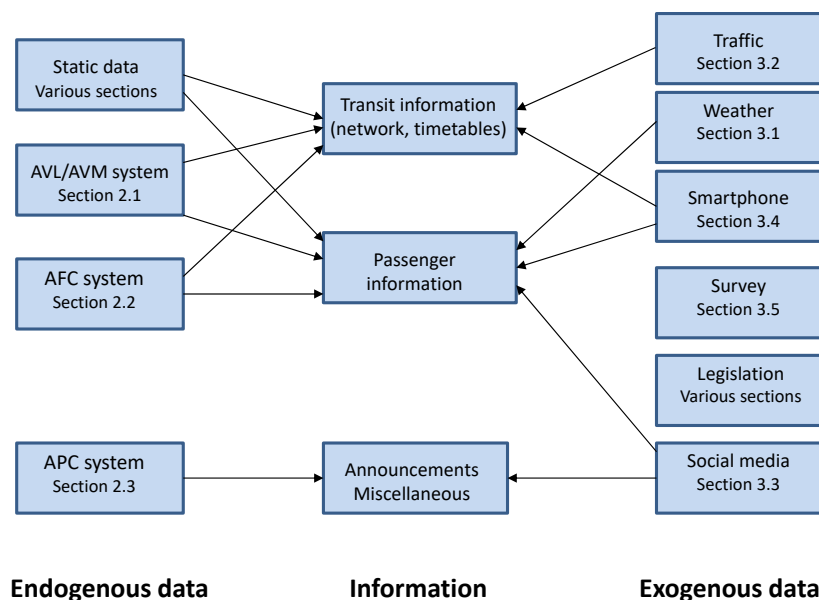 Static data
Various sections
AVL/AVM system
Section 2.1
AFC system
Section 2.2
APC system
Section 2.3
Endogenous data
Transit information
(network, timetables)
Passenger
information
Announcements
Miscellaneous
Information
Traffic
Section 3.2
Weather
Section 3.1
Smartphone
Section 3.4
Survey
Section 3.5
Legislation
Various sections
Social media
Section 3.3
Exogenous data